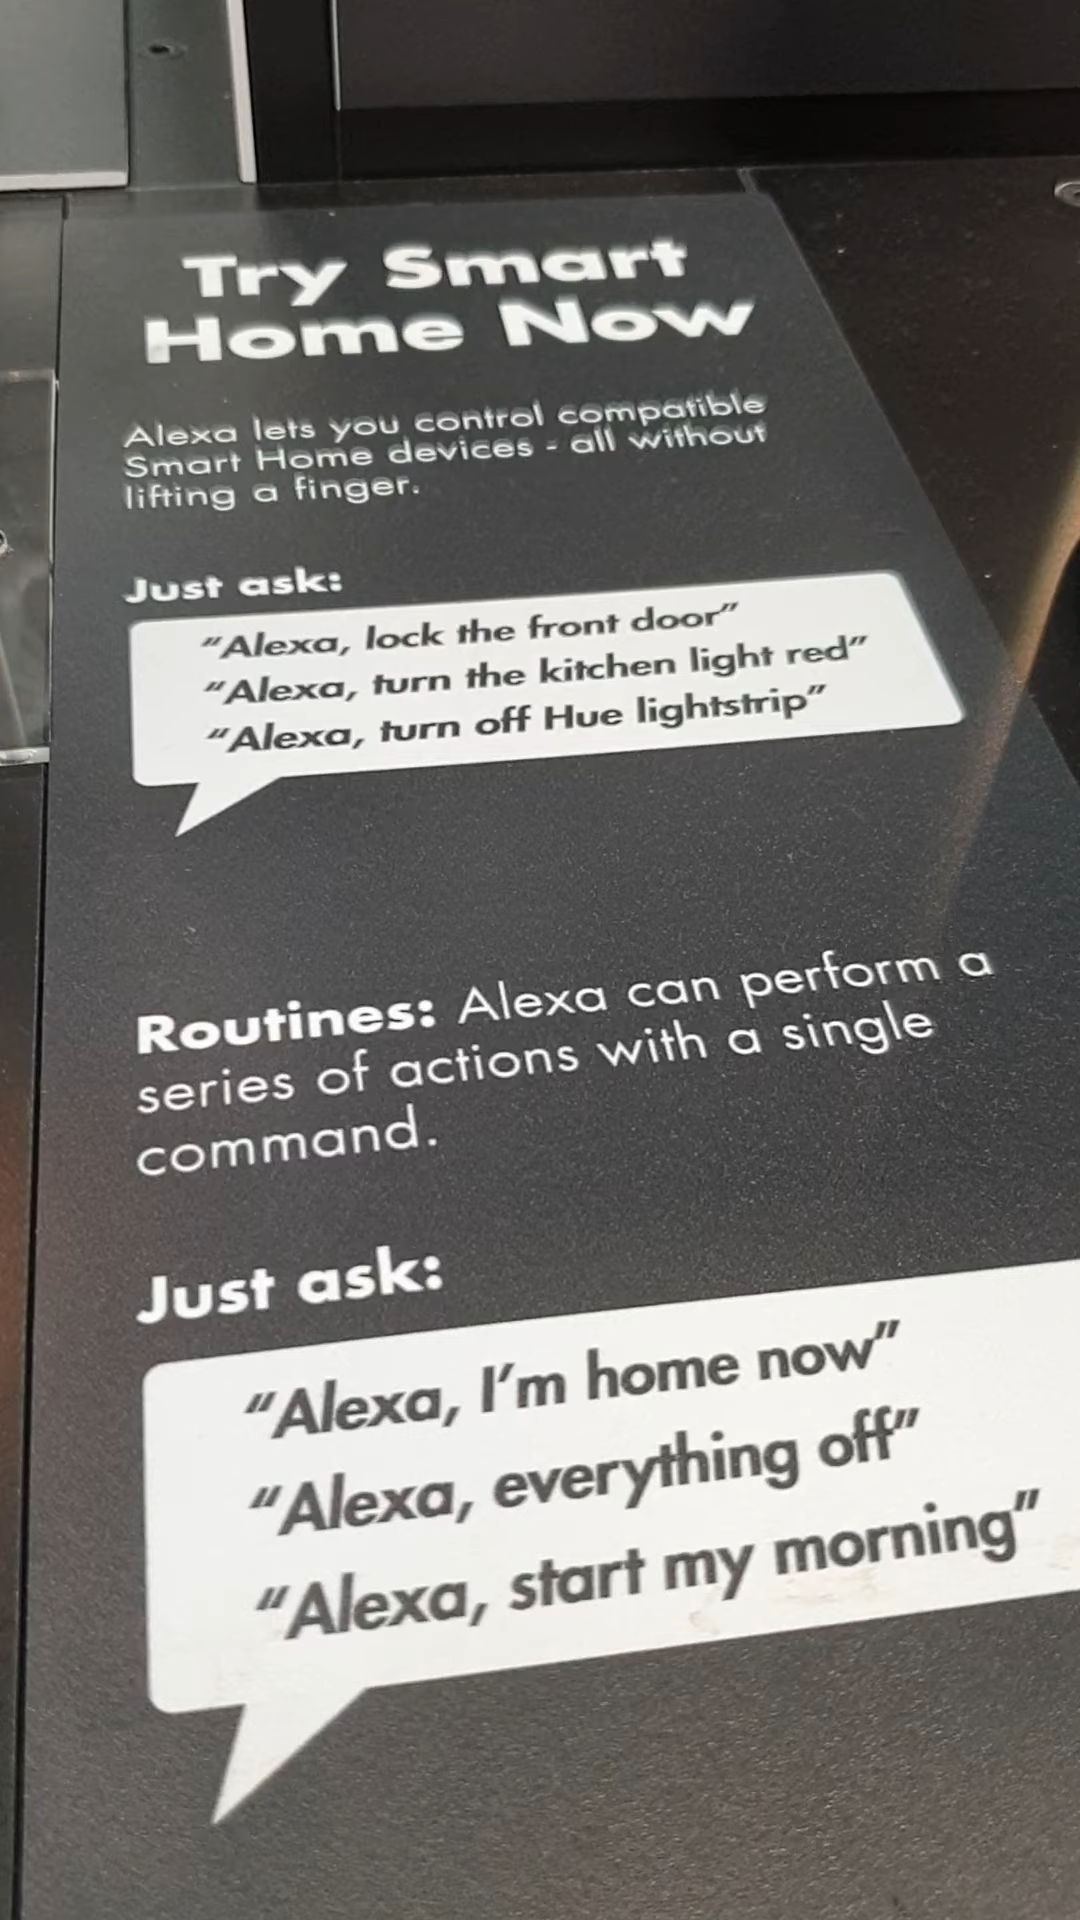 Try Smart
Home Now
Alexa lets you control compatible
Smart Home devices - all without
lifting a finger.
Just ask:
“Alexa, lock the front door”
“Alexa, turn the kitchen light red”
“Alexa, turn off Hue lightstrip”
Routines: Alexa can perform a
series of actions with a single
command.
Just ask:
“Alexa, I’m home now”
“Alexa, everything off”
“Alexa, start my morning”